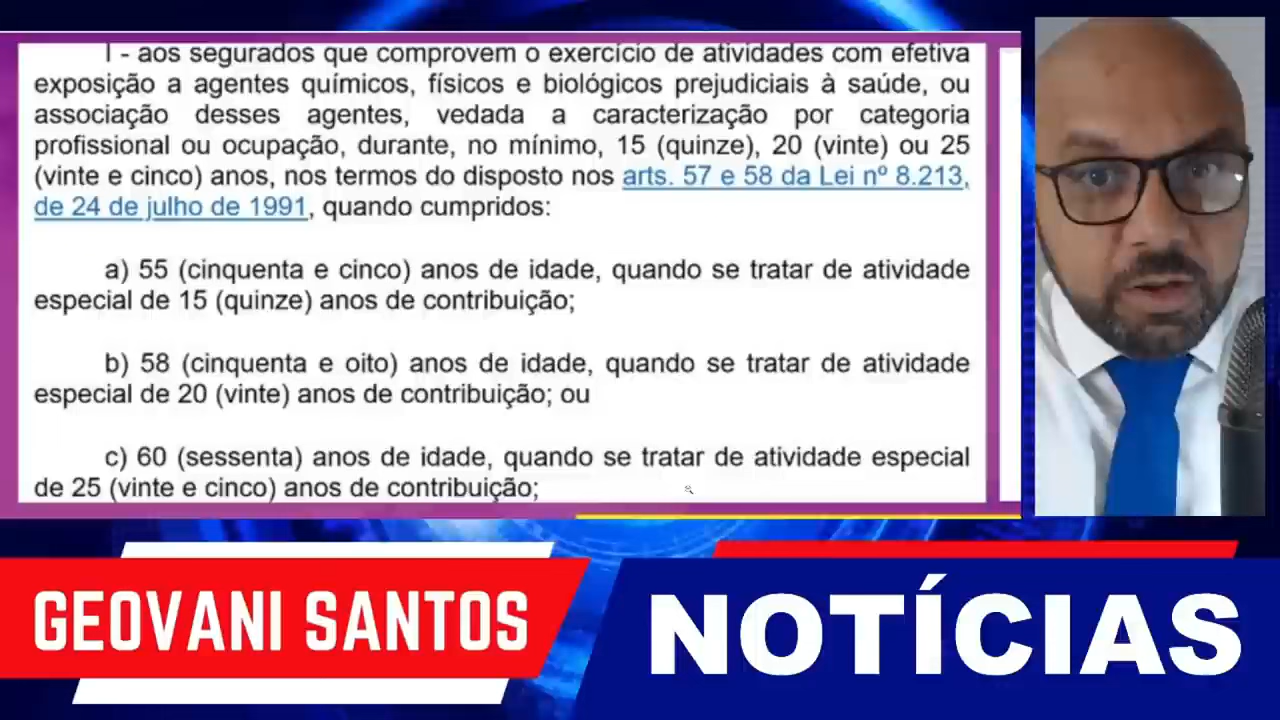 I - aos segurados que comprovem o exercício de atividades com efetiva
exposição a agentes químicos, físicos e biológicos prejudiciais à saúde, ou
associação desses agentes, vedada a caracterização por categoria
profissional ou ocupação, durante, no mínimo, 15 (quinze), 20 (vinte) ou 25
(vinte e cinco) anos, nos termos do disposto nos arts. 57 e 58 da Lei nº 8.213,
de 24 de julho de 1991, quando cumpridos:
a) 55 (cinquenta e cinco) anos de idade, quando se tratar de atividade
especial de 15 (quinze) anos de contribuição;
b) 58 (cinquenta e oito) anos de idade, quando se tratar de atividade
especial de 20 (vinte) anos de contribuição; ou
c) 60 (sessenta) anos de idade, quando se tratar de atividade especial
de 25 (vinte e cinco) anos de contribuição;
GEOVANI SANTOS
NOTÍCIAS